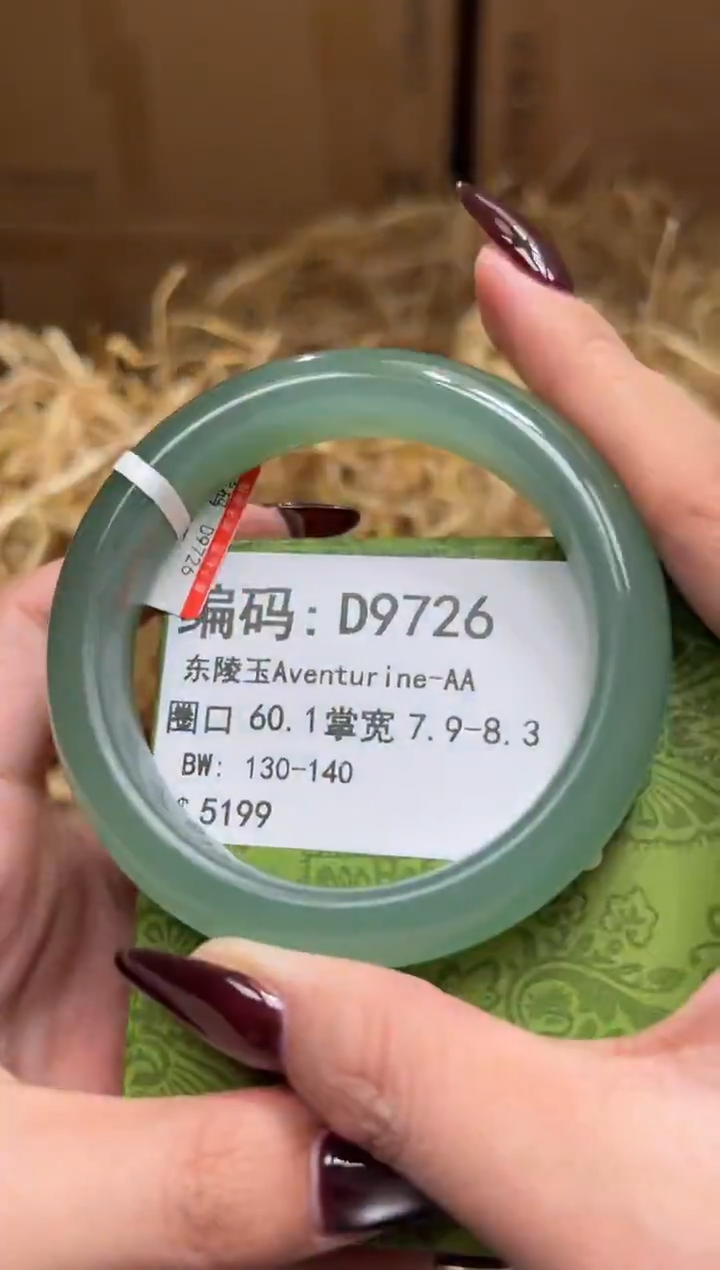 编码: D9726
东陵玉Aventurine-AA
圈口 60.1掌宽 7.9-8.3
BW: 130-140
$ 5199
D9726